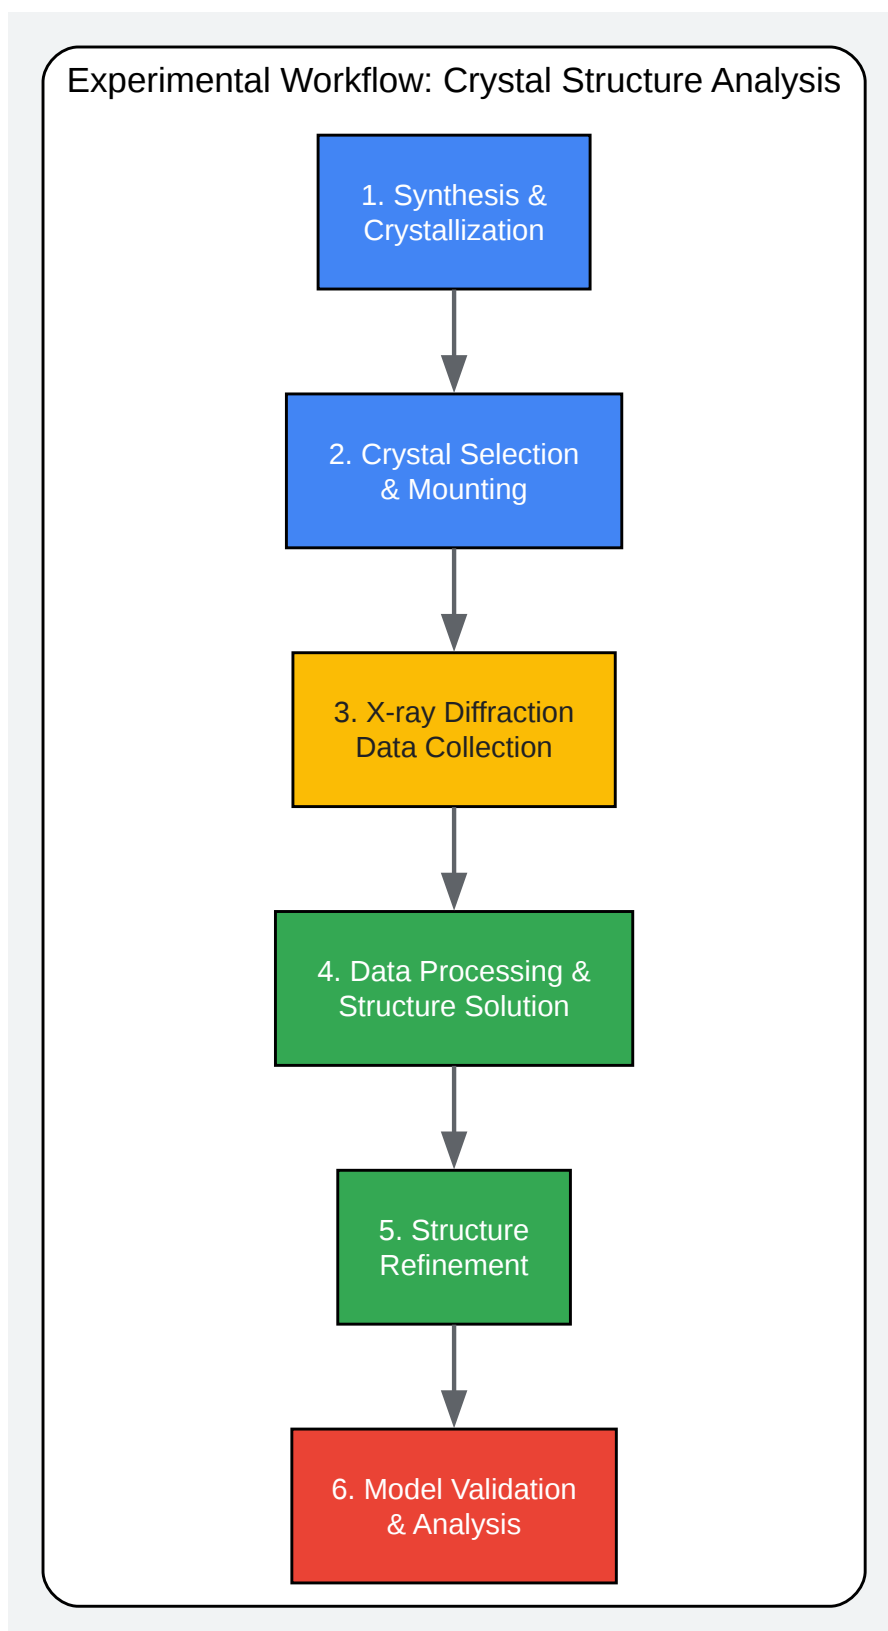 Experimental Workflow: Crystal Structure Analysis
1. Synthesis &
Crystallization
2. Crystal Selection
& Mounting
3. X-ray Diffraction
Data Collection
4. Data Processing &
Structure Solution
5. Structure
Refinement
6. Model Validation
& Analysis